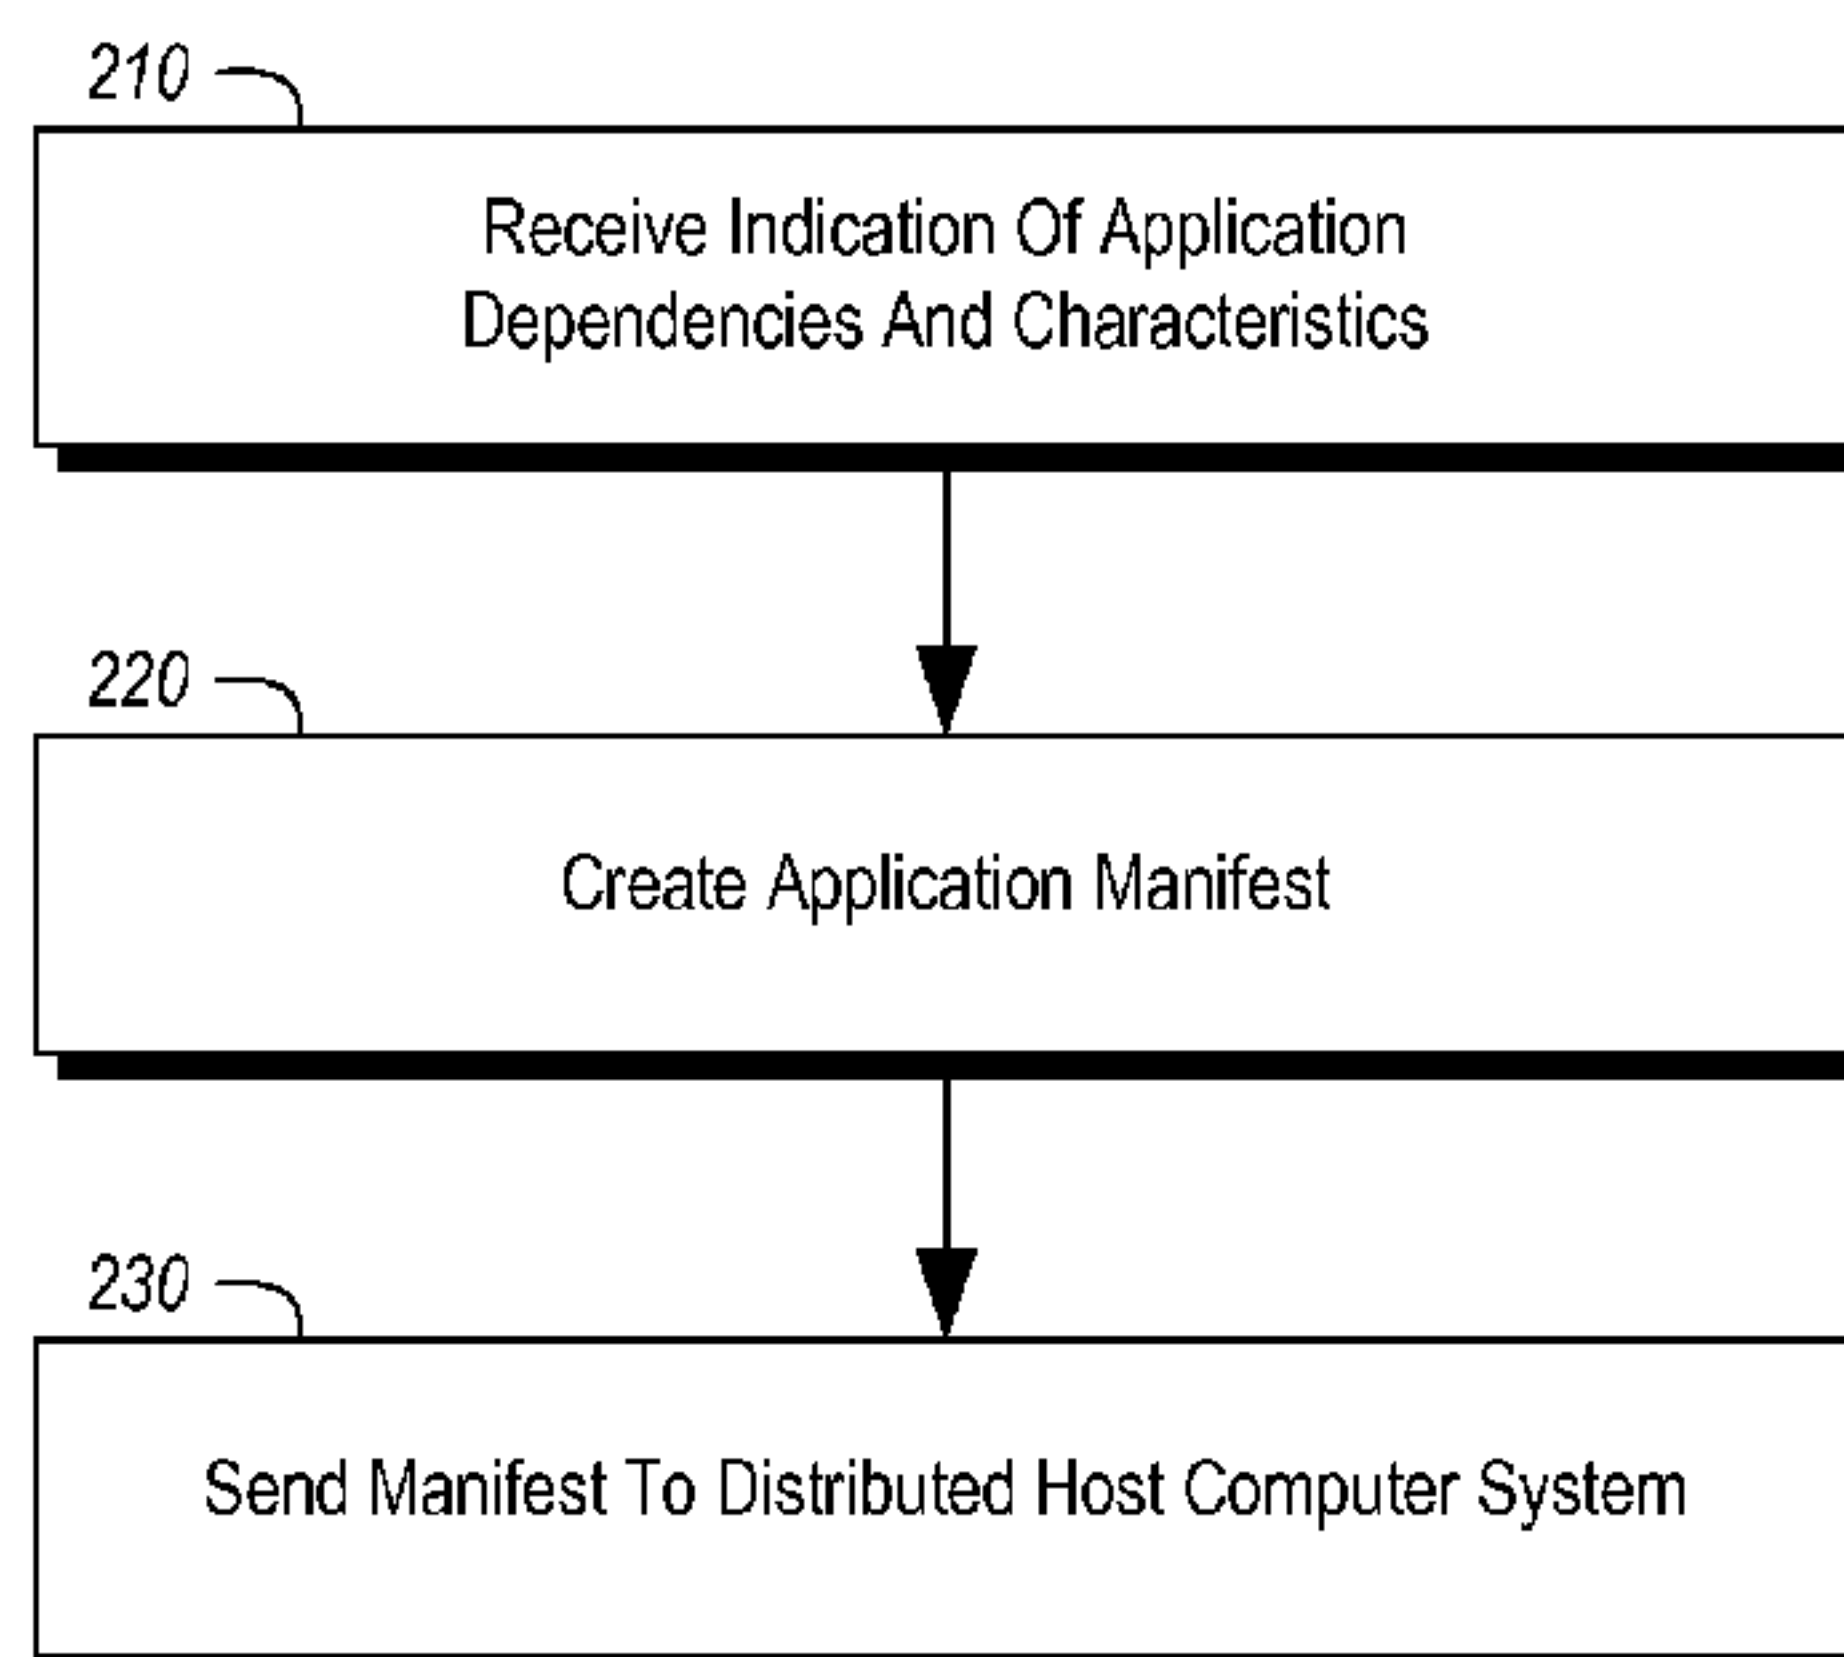 210
Receive Indication Of Application
Dependencies And Characteristics
220
Create Application Manifest
230
Send Manifest To Distributed Host Computer System